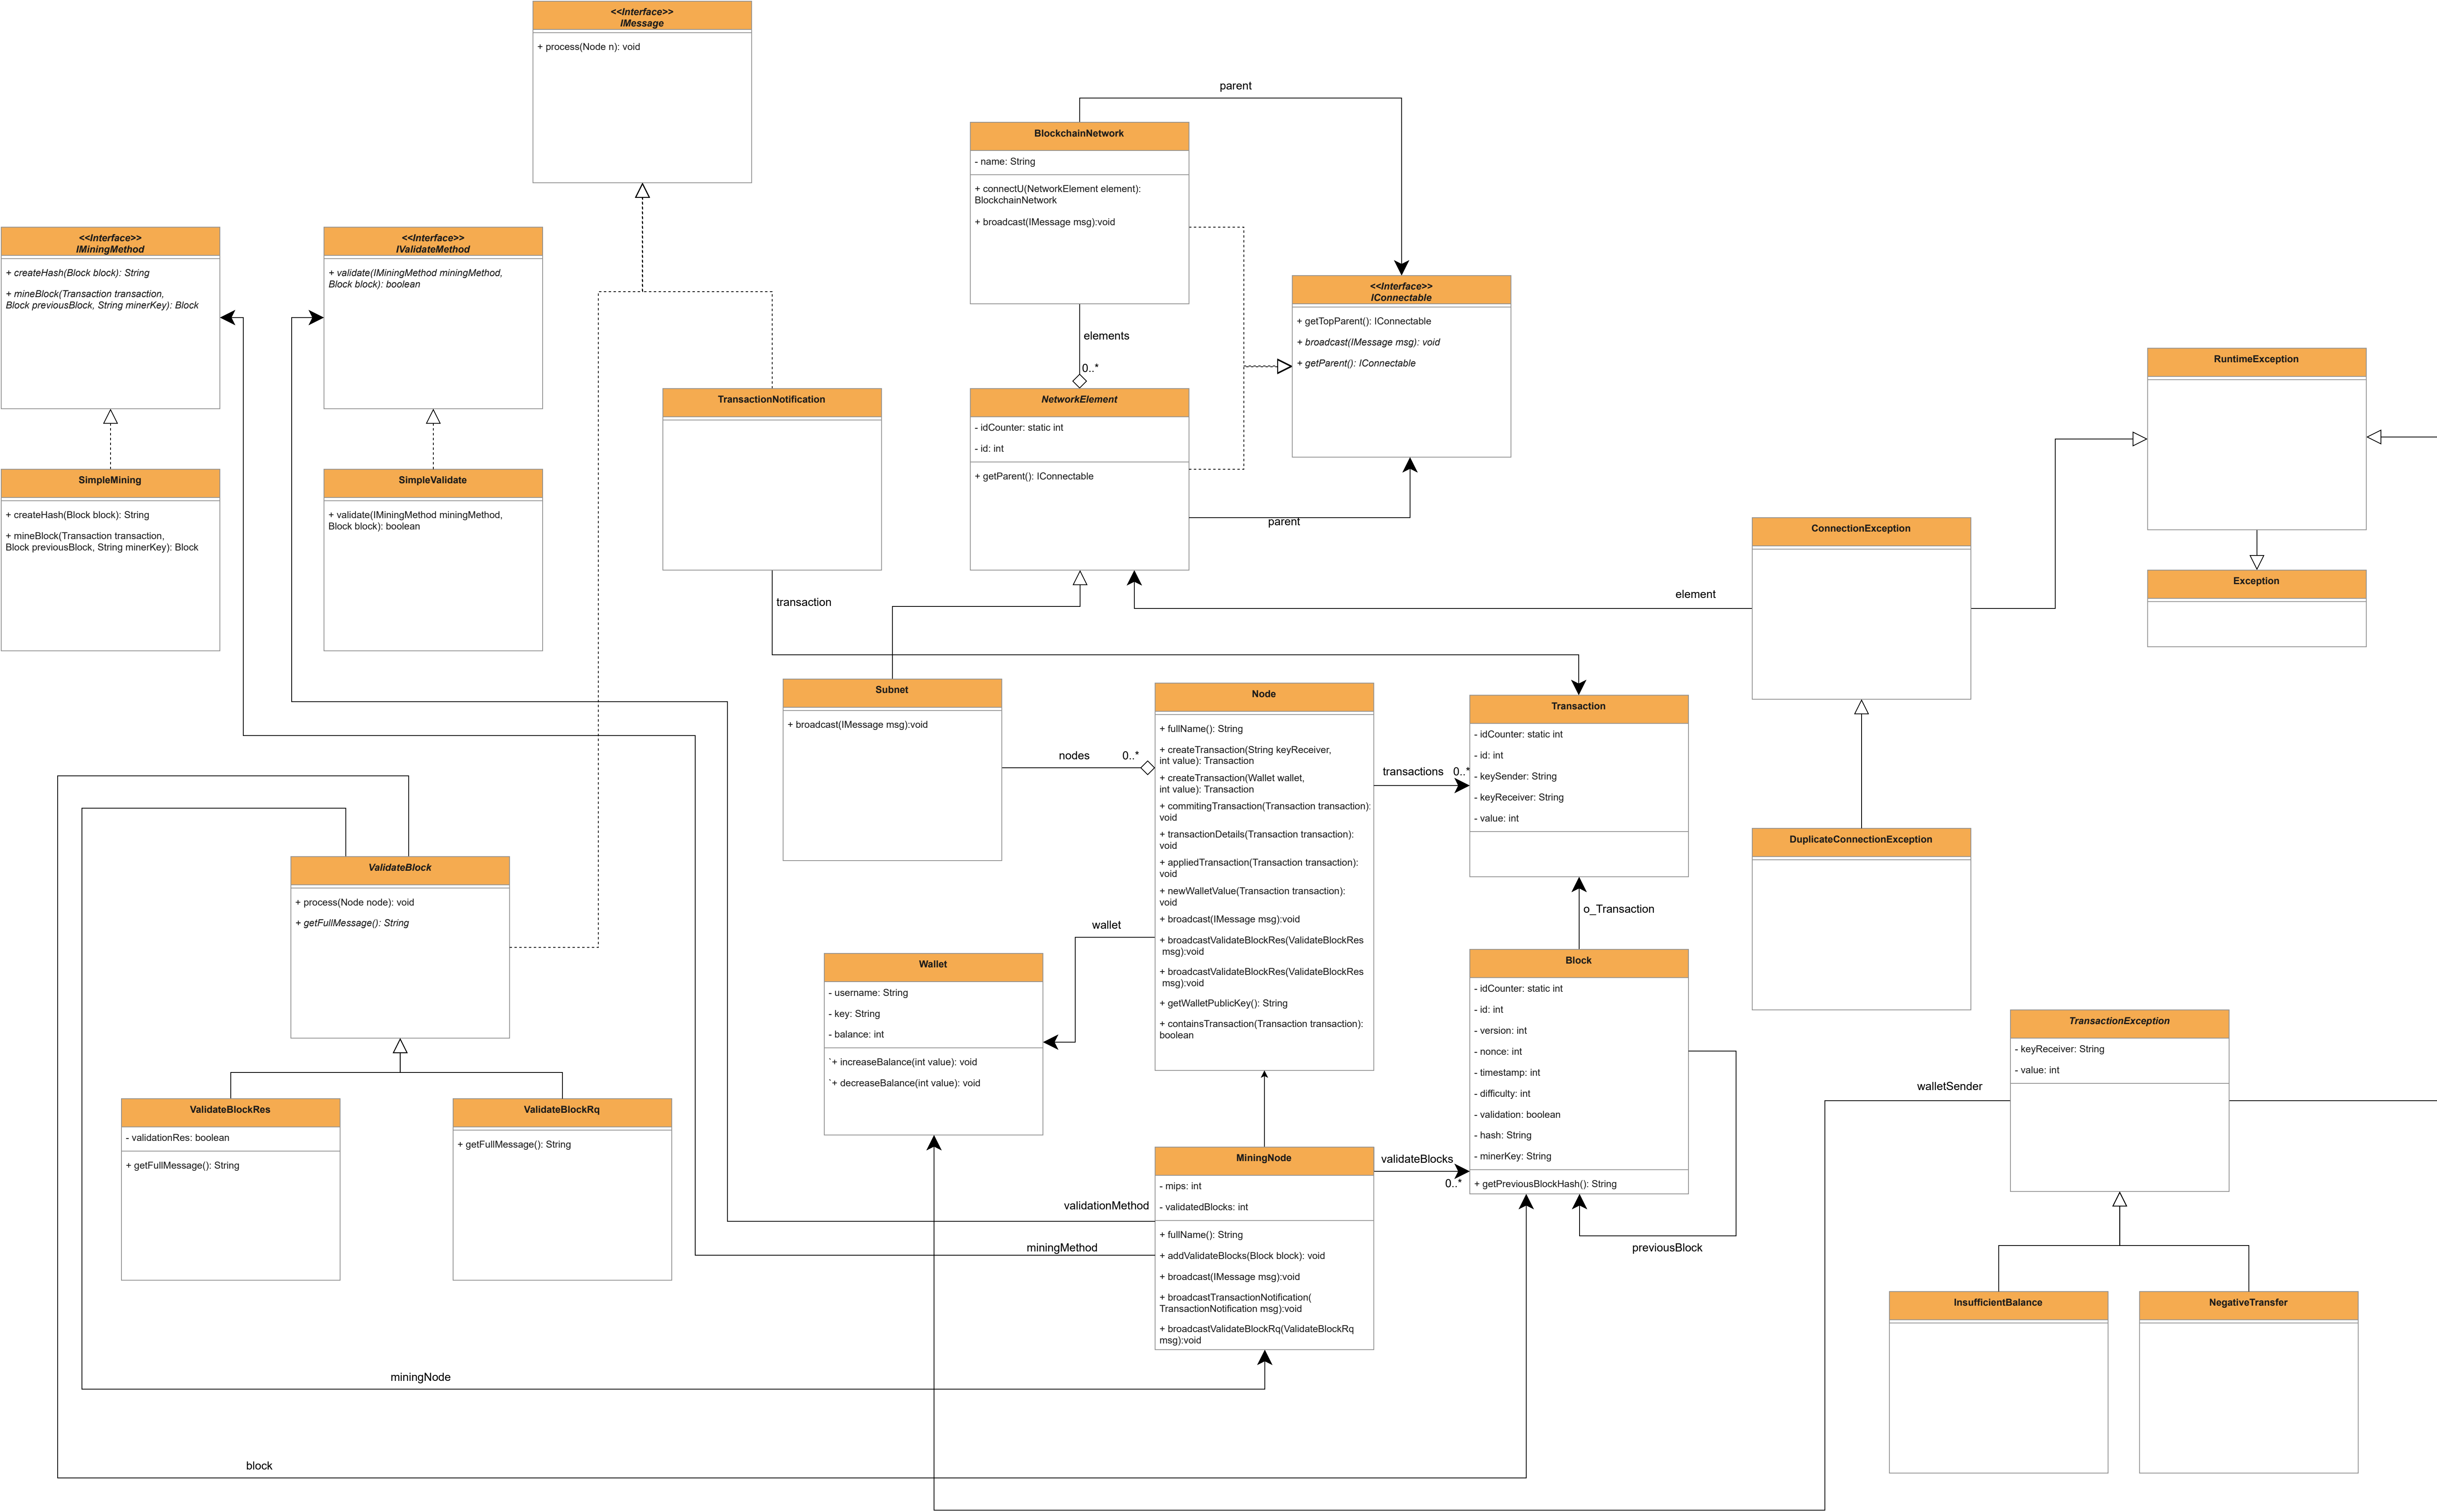 <<Interface>>
IMessage
+ process(Node n): void
parent
BlockchainNetwork
- name: String
+ connectU(NetworkElement element):
BlockchainNetwork
+ broadcast(IMessage msg):void
<<Interface>>
IMiningMethod
+ createHash(Block block): String
+ mineBlock(Transaction transaction,
Block previousBlock, String minerKey): Block
<<Interface>>
IValidateMethod
+ validate(IMiningMethod miningMethod,
Block block): boolean
<<Interface>>
IConnectable
+ getTopParent(): IConnectable
+ broadcast(IMessage msg): void
+ getParent(): IConnectable
elements
0..*
RuntimeException
TransactionNotification
NetworkElement
- idCounter: static int
- id: int
+ getParent(): IConnectable
parent
SimpleMining
+ createHash(Block block): String
+ mineBlock(Transaction transaction,
Block previousBlock, String minerKey): Block
SimpleValidate
+ validate(IMiningMethod miningMethod,
Block block): boolean
ConnectionException
Exception
element
transaction
Subnet
+ broadcast(IMessage msg):void
nodes
0..*
Node
+ fullName(): String
+ createTransaction(String keyReceiver,
int value): Transaction
+ createTransaction(Wallet wallet,
int value): Transaction
+ commitingTransaction(Transaction transaction):
void
+ transactionDetails(Transaction transaction):
void
+ appliedTransaction(Transaction transaction):
void
+ newWalletValue(Transaction transaction):
void
+ broadcast(IMessage msg):void
+ broadcastValidateBlockRes(ValidateBlockRes
msg):void
+ broadcastValidateBlockRes(ValidateBlockRes
msg):void
+ getWalletPublicKey(): String
+ containsTransaction(Transaction transaction):
boolean
transactions
0..*
Transaction
- idCounter: static int
- id: int
- keySender: String
- keyReceiver: String
- value: int
DuplicateConnectionException
ValidateBlock
+ process(Node node): void
+ getFullMessage(): String
o_Transaction
wallet
Wallet
- username: String
- key: String
- balance: int
`+ increaseBalance(int value): void
`+ decreaseBalance(int value): void
Block
- idCounter: static int
- id: int
- version: int
- nonce: int
- timestamp: int
- difficulty: int
- validation: boolean
- hash: String
- minerKey: String
+ getPreviousBlockHash(): String
TransactionException
- keyReceiver: String
- value: int
walletSender
ValidateBlockRes
- validationRes: boolean
+ getFullMessage(): String
ValidateBlockRq
+ getFullMessage(): String
MiningNode
- mips: int
- validatedBlocks: int
+ fullName(): String
+ addValidateBlocks(Block block): void
+ broadcast(IMessage msg):void
+ broadcastTransactionNotification(
TransactionNotification msg):void
+ broadcastValidateBlockRq(ValidateBlockRq
msg):void
validateBlocks
0..*
validationMethod
miningMethod
previousBlock
InsufficientBalance
NegativeTransfer
miningNode
block